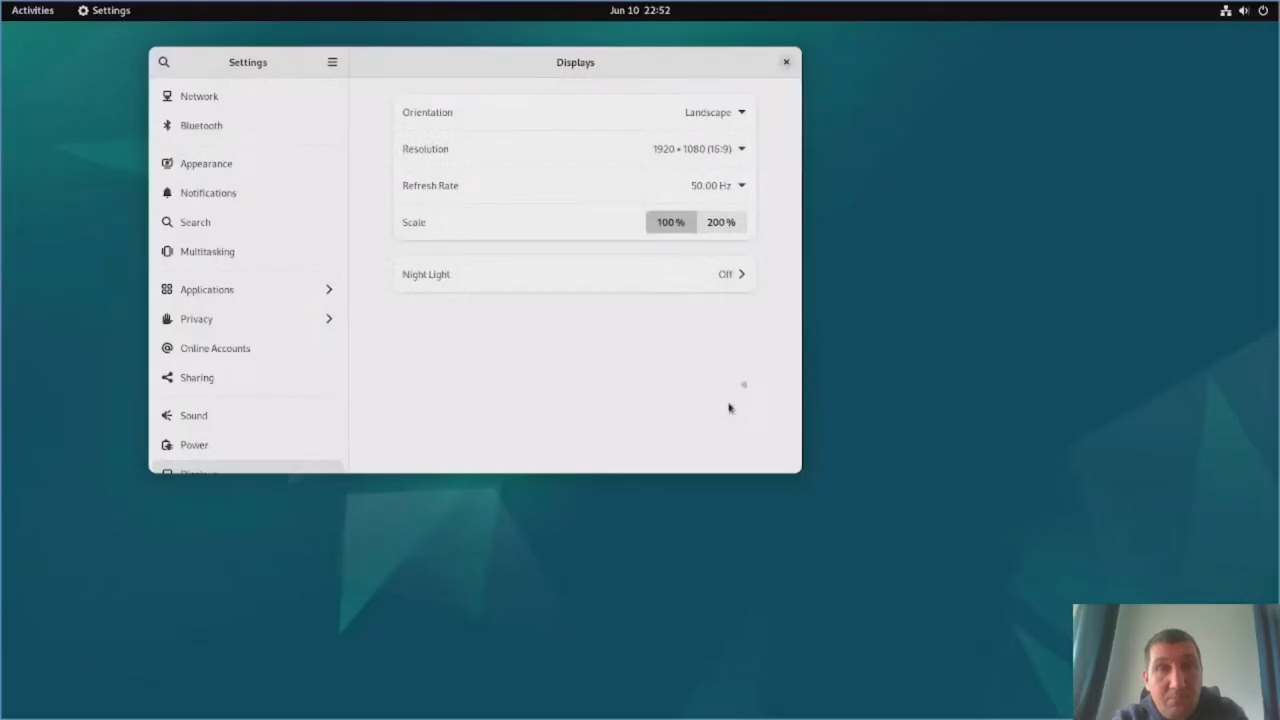 Activities
Settings
Jun 10 22:52
Settings
Displays
Network
Bluetooth
Appearance
Notifications
Search
Multitasking
Applications
Privacy
Online Accounts
Sharing
Sound
Power
Orientation
Landscape
Resolution
1920 × 1080 (16:9)
Refresh Rate
50.00 Hz
Scale
100 %
200 %
Night Light
Off